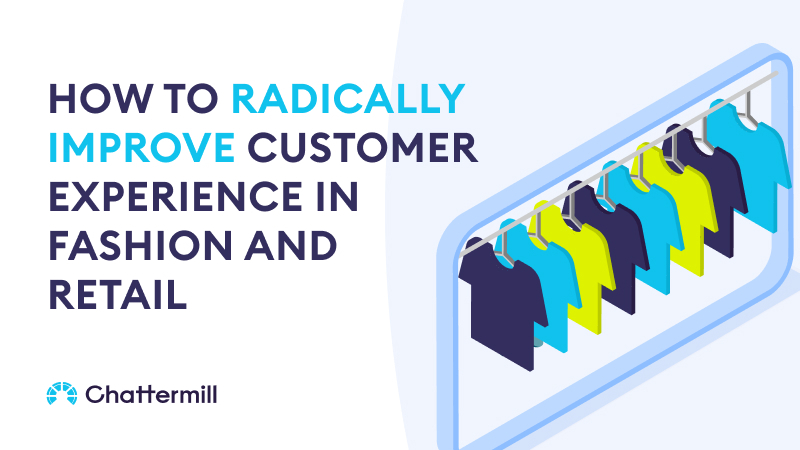 HOW TO RADICALLY
IMPROVE CUSTOMER
EXPERIENCE IN
FASHION AND
RETAIL
Chattermill